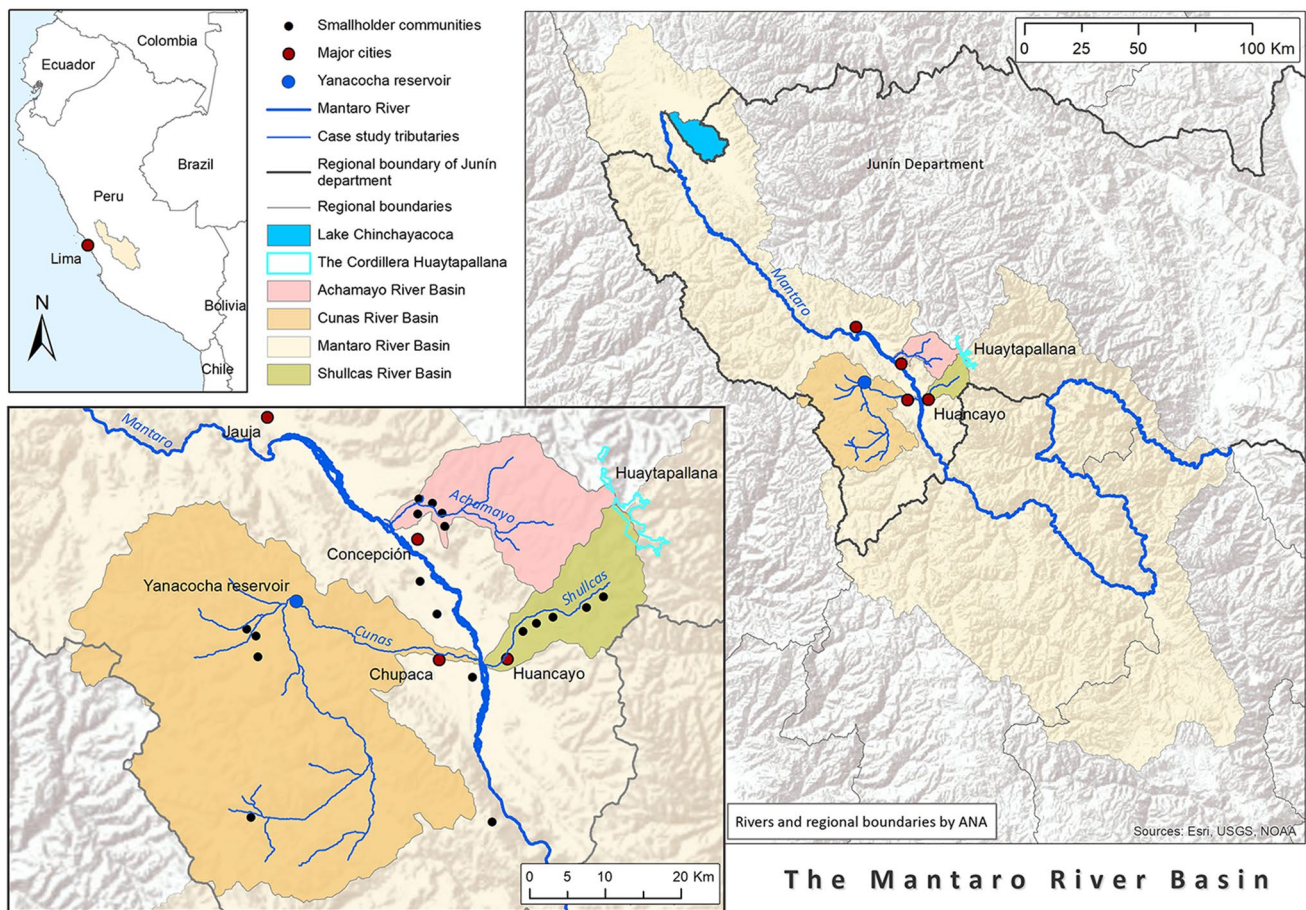 Colombia
Ecuador
Brazil
Peru
Lima
Bolivia
Chile
N
Smallholder communities
Major cities
Yanacocha reservoir
Mantaro River
Case study tributaries
Regional boundary of Junín
department
Regional boundaries
Lake Chinchayacoca
The Cordillera Huaytapallana
Achamayo River Basin
Cunas River Basin
Mantaro River Basin
Shullcas River Basin
0 25 50 100 Km
Junín Department
Mantaro
Huaytapallana
Huancayo
Mantaro
Jauja
Huaytapallana
Achamayo
Concepción
Yanacocha reservoir
Shullcas
Cunas
Chupaca
Huancayo
0 5 10 20 Km
Rivers and regional boundaries by ANA
Sources: Esri, USGS, NOAA
The Mantaro River Basin